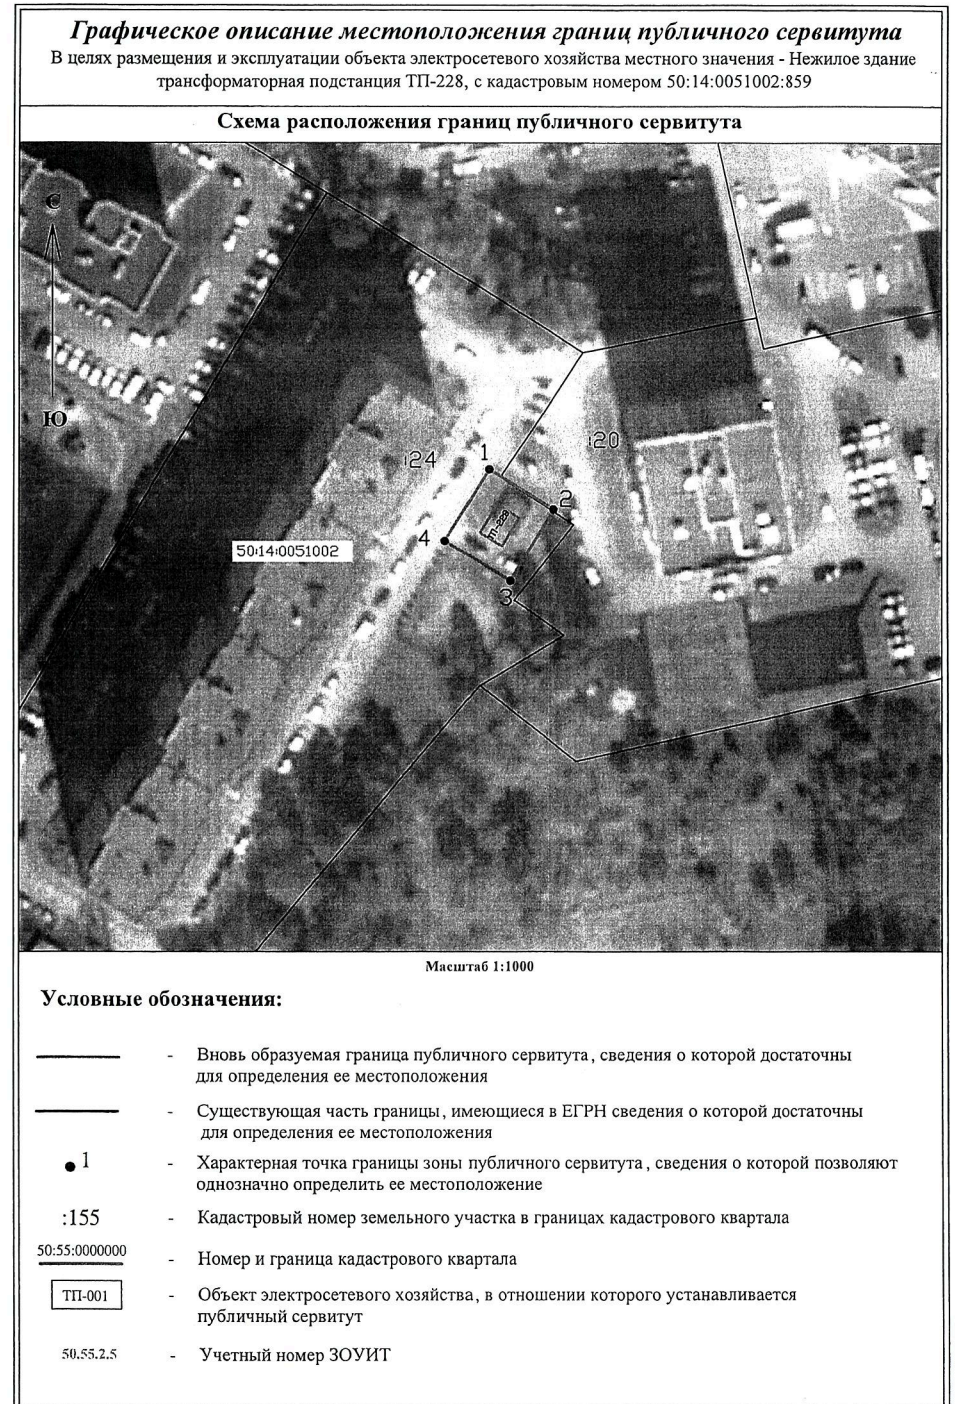 Графическое описание местоположения границ публичного сервитута
В целях размещения и эксплуатации объекта электросетевого хозяйства местного значения - Нежилое здание
трансформаторная подстанция ТП-228, с кадастровым номером 50:14:0051002:859
Схема расположения границ публичного сервитута
С
Ю
:24
1
:20
2
ТП-228
4
50:14:0051002
3
Масштаб 1:1000
Условные обозначения:
- Вновь образуемая граница публичного сервитута, сведения о которой достаточны
для определения ее местоположения
- Существующая часть границы, имеющиеся в ЕГРН сведения о которой достаточны
для определения ее местоположения
1 - Характерная точка границы зоны публичного сервитута, сведения о которой позволяют
однозначно определить ее местоположение
:155 - Кадастровый номер земельного участка в границах кадастрового квартала
50:55:0000000 - Номер и граница кадастрового квартала
ТП-001 - Объект электросетевого хозяйства, в отношении которого устанавливается
публичный сервитут
50.55.2.5 - Учетный номер ЗОУИТ